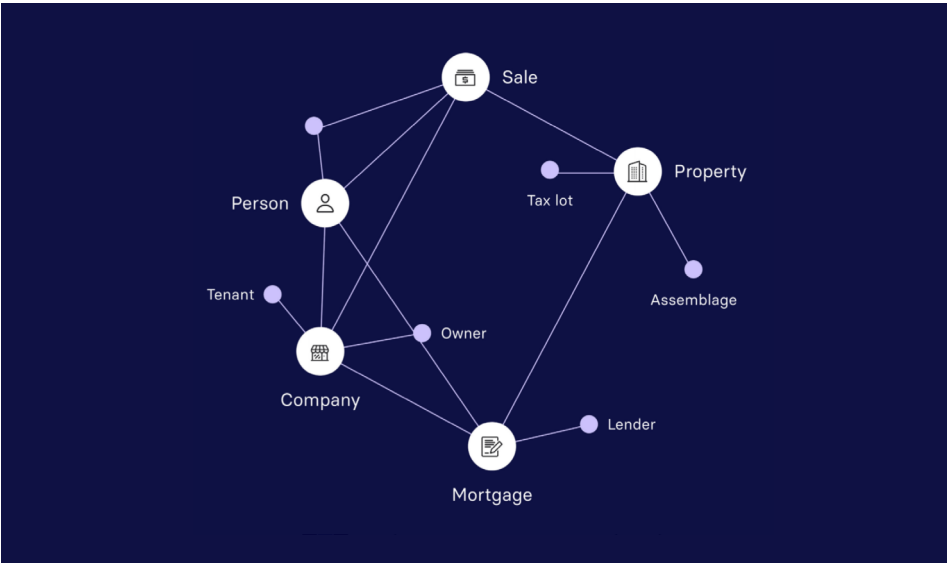 Sale
Property
Tax lot
Person
Tenant
Assemblage
Owner
Company
Lender
Mortgage